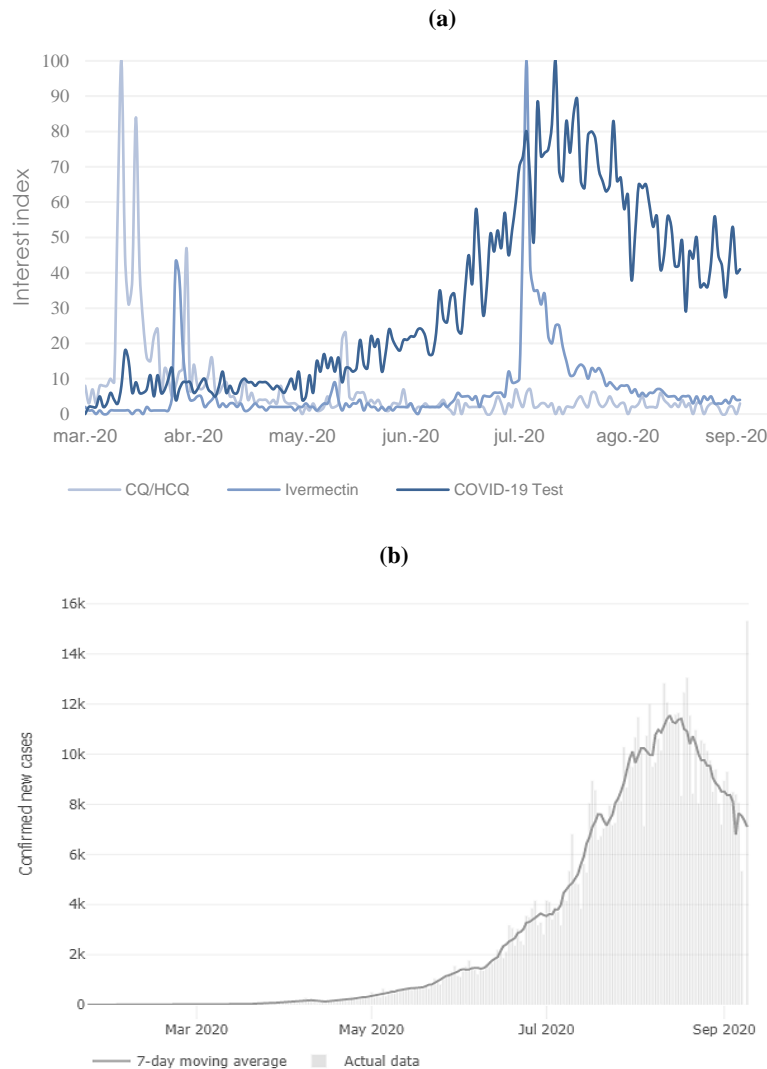 (a)
100
90
80
70
60
50
40
30
20
10
0
Interest index
mar.-20 abr.-20 may.-20 jun.-20 jul.-20 ago.-20 sep.-20
CQ/HCQ Ivermectin COVID-19 Test
(b)
16k
14k
12k
10k
8k
6k
4k
2k
0
Confirmed new cases
Mar 2020 May 2020 Jul 2020 Sep 2020
7-day moving average Actual data